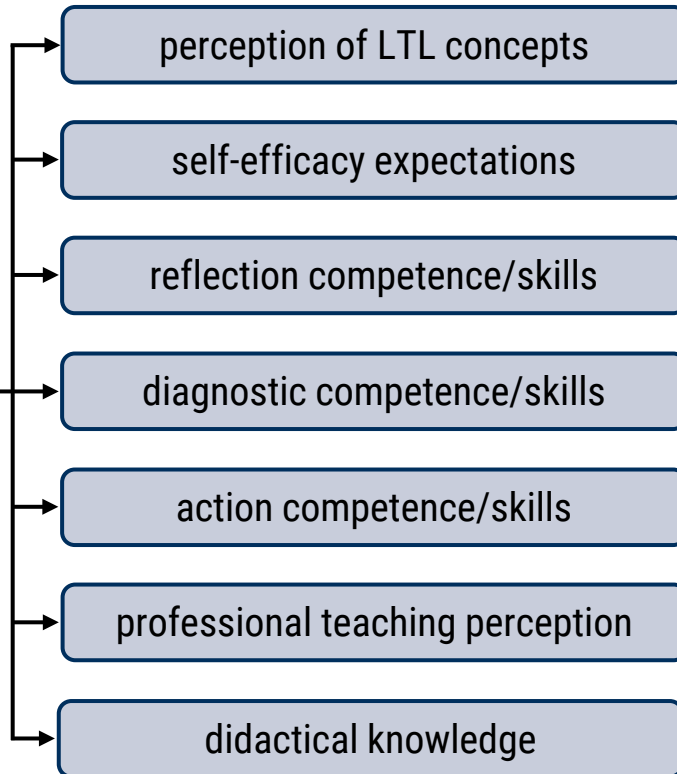 perception of LTL concepts
self-efficacy expectations
reflection competence/skills
diagnostic competence/skills
action competence/skills
professional teaching perception
didactical knowledge